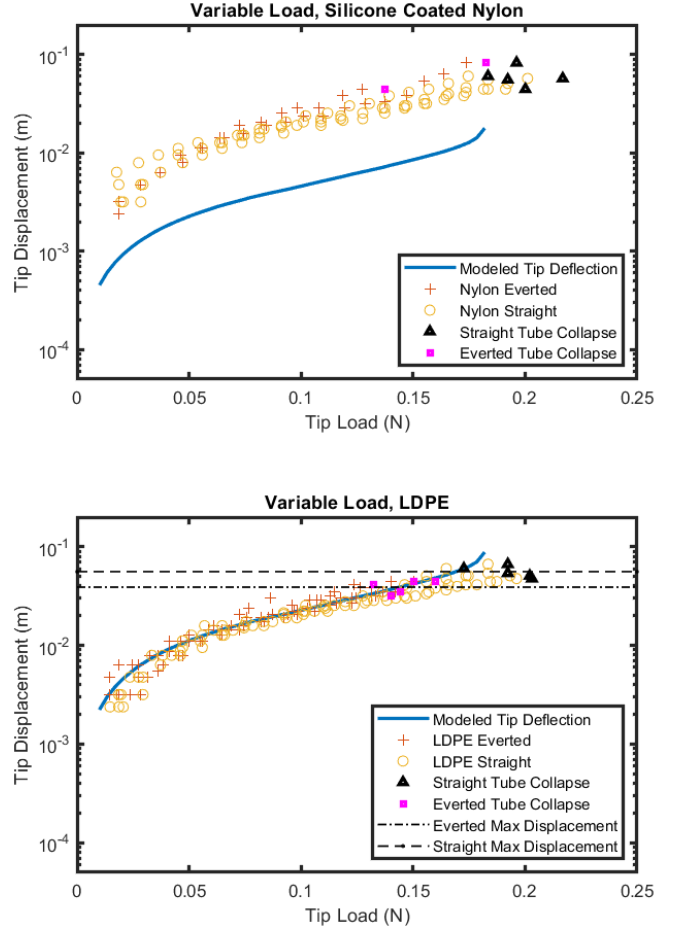 Variable Load, Silicone Coated Nylon
10⁻¹
10⁻²
10⁻³
10⁻⁴
Tip Displacement (m)
Modeled Tip Deflection
Nylon Everted
Nylon Straight
Straight Tube Collapse
Everted Tube Collapse
0 0.05 0.1 0.15 0.2 0.25
Tip Load (N)
Variable Load, LDPE
10⁻¹
10⁻²
10⁻³
10⁻⁴
Tip Displacement (m)
Modeled Tip Deflection
LDPE Everted
LDPE Straight
Straight Tube Collapse
Everted Tube Collapse
Everted Max Displacement
Straight Max Displacement
0 0.05 0.1 0.15 0.2 0.25
Tip Load (N)